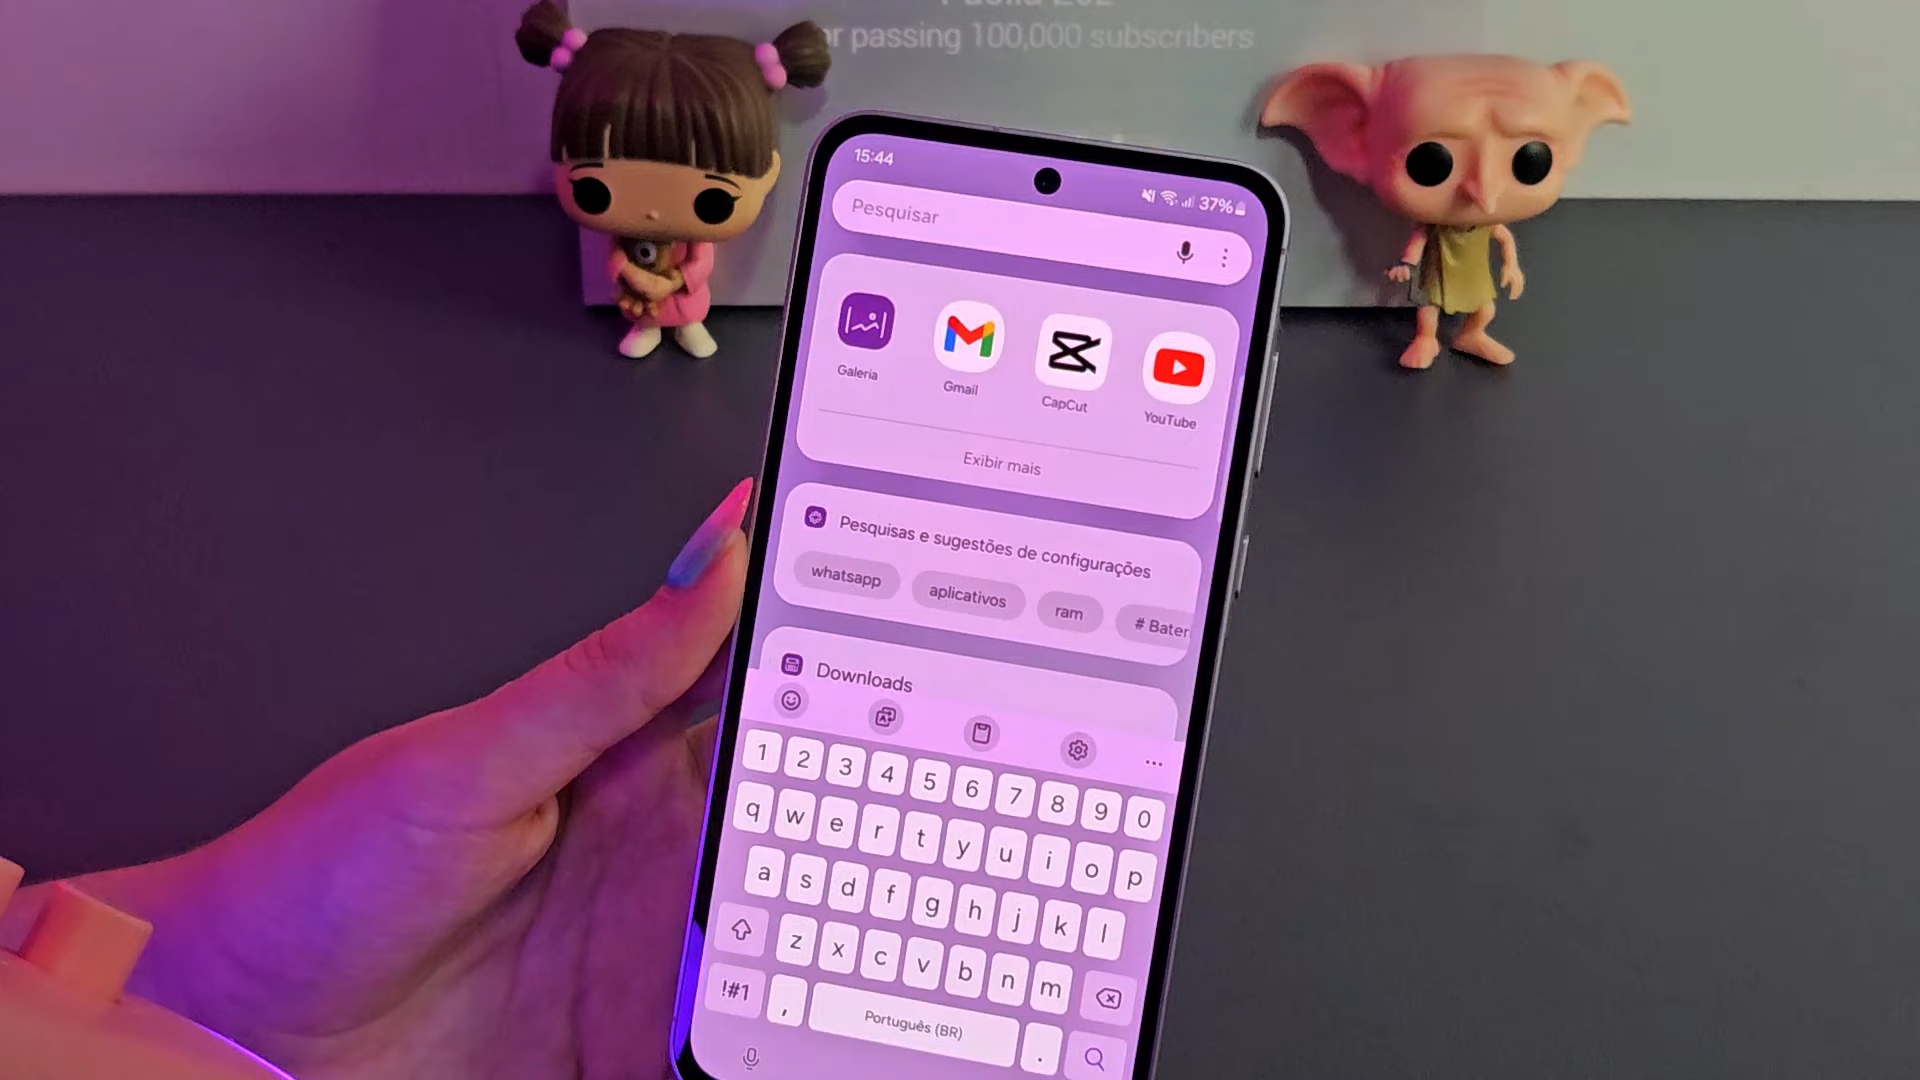 r passing 100,000 subscribers
15:44
37%
Pesquisar
Galeria
Gmail
CapCut
YouTube
Exibir mais
Pesquisas e sugestões de configurações
whatsapp
aplicativos
ram
# Bater
Downloads
1 2 3 4 5 6 7 8 9 0
q w e r t y u i o p
a s d f g h j k l
z x c v b n m
!#1 , Português (BR) .